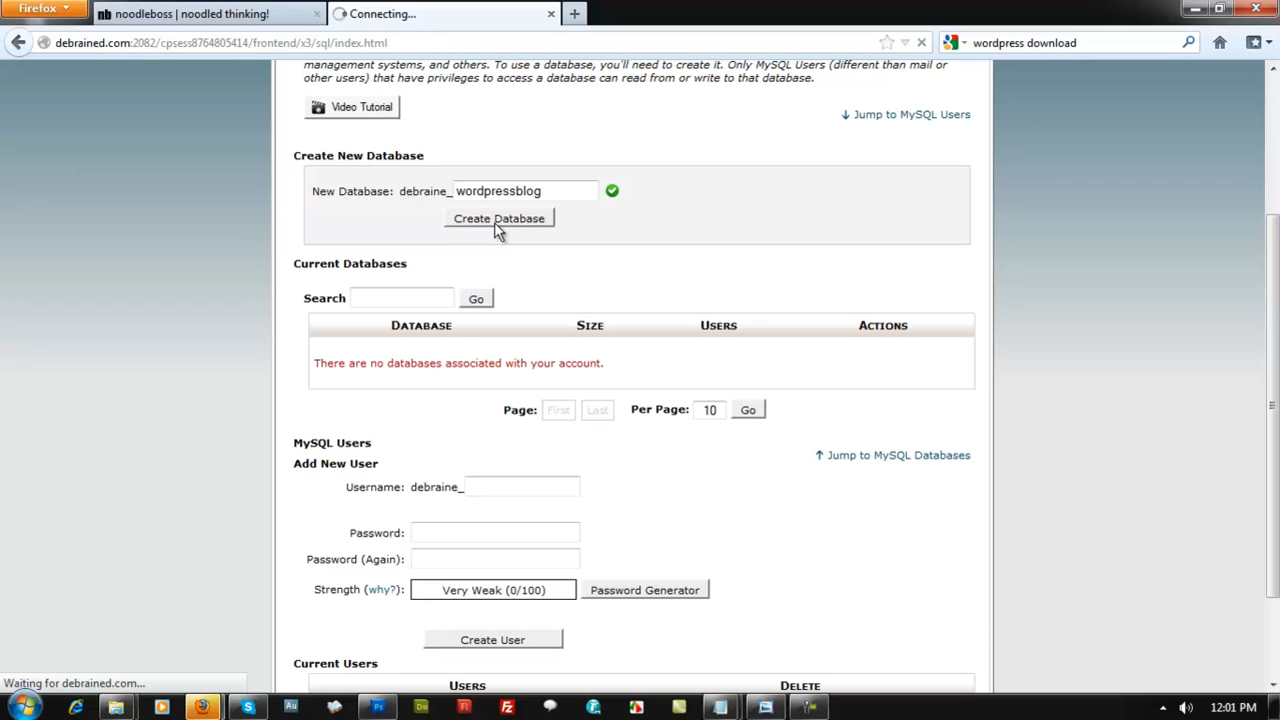 Firefox
noodleboss | noodled thinking!
Connecting...
debrained.com:2082/cpsess8764805414/frontend/x3/sql/index.html
wordpress download
management systems, and others. To use a database, you'll need to create it. Only MySQL Users (different than mail or
other users) that have privileges to access a database can read from or write to that database.
Video Tutorial
Jump to MySQL Users
Create New Database
New Database: debraine_ wordpressblog
Create Database
Current Databases
Search Go
DATABASE SIZE USERS ACTIONS
There are no databases associated with your account.
Page: First Last Per Page: 10 Go
MySQL Users
Jump to MySQL Databases
Add New User
Username: debraine_
Password:
Password (Again):
Strength (why?): Very Weak (0/100) Password Generator
Create User
Current Users
USERS DELETE
Waiting for debrained.com...
12:01 PM